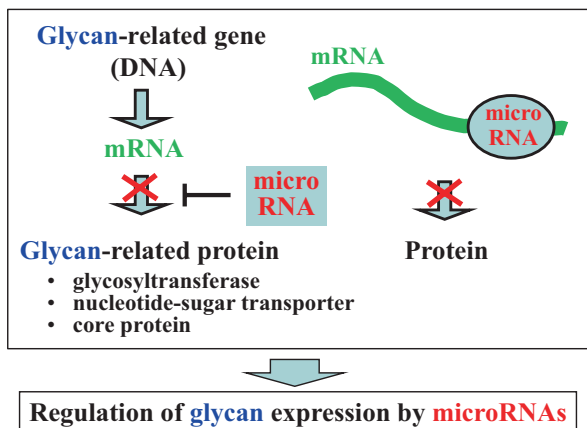 Glycan-related gene
(DNA)
mRNA
micro
RNA
Glycan-related protein
• glycosyltransferase
• nucleotide-sugar transporter
• core protein
mRNA
micro
RNA
Protein
Regulation of glycan expression by microRNAs